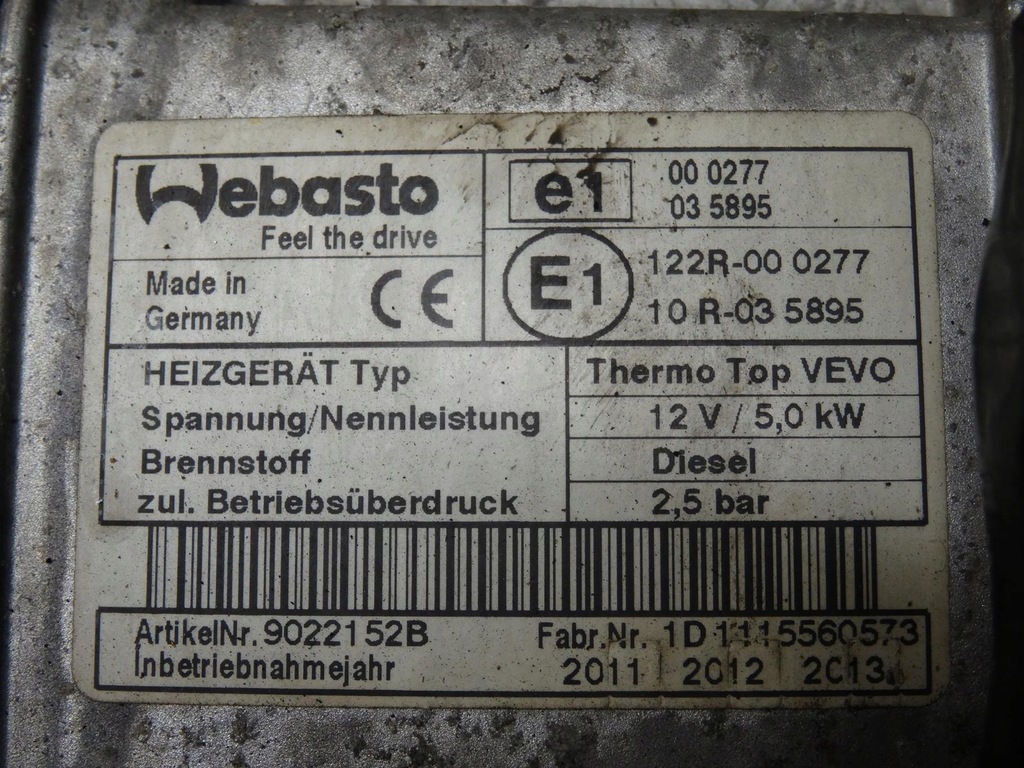 Webasto
Feel the drive
e1
00 0277
03 5895
Made in
Germany
CE
E1
122R-00 0277
10 R-03 5895
HEIZGERÄT Typ
Thermo Top VEVO
Spannung/Nennleistung
12 V / 5,0 kW
Brennstoff
Diesel
zul. Betriebsüberdruck
2,5 bar
ArtikelNr. 9022152B
Fabr.Nr. 1D1115560573
Inbetriebnahmejahr
2011 2012 2013